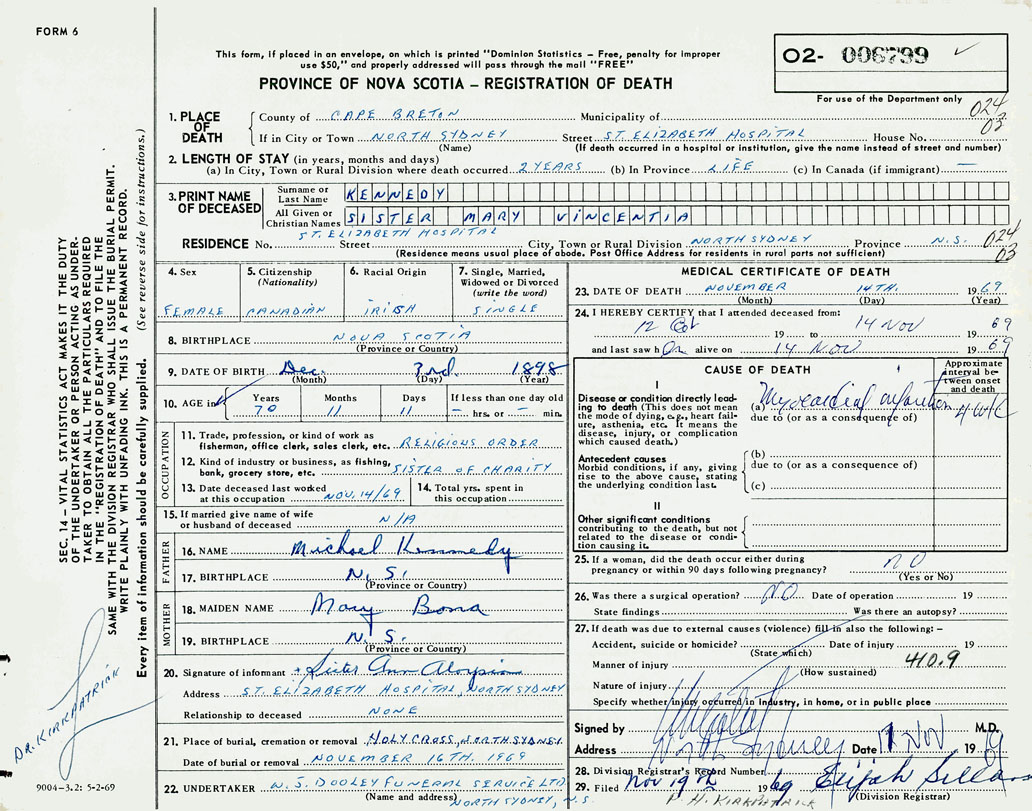 FORM 6
This form, if placed in an envelope, on which is printed "Dominion Statistics – Free, penalty for improper
use $50," and properly addressed will pass through the mail "FREE"
PROVINCE OF NOVA SCOTIA – REGISTRATION OF DEATH
O2- 006799
For use of the Department only
024
03
1. PLACE OF DEATH
County of CAPE BRETON Municipality of
If in City or Town NORTH SYDNEY Street ST. ELIZABETH HOSPITAL House No.
(Name) (If death occurred in a hospital or institution, give the name instead of street and number)
2. LENGTH OF STAY (in years, months and days)
(a) In City, Town or Rural Division where death occurred 2 YEARS (b) In Province LIFE (c) In Canada (if immigrant) —
3. PRINT NAME OF DECEASED
Surname or Last Name KENNEDY
All Given or Christian Names SISTER MARY VINCENTIA
ST. ELIZABETH HOSPITAL
RESIDENCE No. Street City, Town or Rural Division NORTH SYDNEY Province N.S. 024
03
(Residence means usual place of abode. Post Office Address for residents in rural parts not sufficient)
4. Sex
FEMALE
5. Citizenship
(Nationality)
CANADIAN
6. Racial Origin
IRISH
7. Single, Married,
Widowed or Divorced
(write the word)
SINGLE
8. BIRTHPLACE NOVA SCOTIA
(Province or Country)
9. DATE OF BIRTH Dec. 3rd. 1898
(Month) (Day) (Year)
10. AGE in Years Months Days If less than one day old
70 11 11 – hrs. or – min.
OCCUPATION
11. Trade, profession, or kind of work as
fisherman, office clerk, sales clerk, etc. RELIGIOUS ORDER
12. Kind of industry or business, as fishing,
bank, grocery store, etc. SISTER OF CHARITY
13. Date deceased last worked
at this occupation NOV. 14/69
14. Total yrs. spent in
this occupation
15. If married give name of wife
or husband of deceased N/A
FATHER
16. NAME Michael Kennedy
17. BIRTHPLACE N. S.
(Province or Country)
MOTHER
18. MAIDEN NAME Mary Bona
19. BIRTHPLACE N. S.
(Province or Country)
20. Signature of informant Sister Ann Aloysius
Address ST. ELIZABETH HOSPITAL, NORTH SYDNEY
Relationship to deceased NONE
21. Place of burial, cremation or removal HOLY CROSS, NORTH SYDNEY.
Date of burial or removal NOVEMBER 16TH. 1969
22. UNDERTAKER W. S. DOOLEY FUNERAL SERVICE LTD
(Name and address) NORTH SYDNEY, N.S.
MEDICAL CERTIFICATE OF DEATH
23. DATE OF DEATH NOVEMBER 14TH. 1969
(Month) (Day) (Year)
24. I HEREBY CERTIFY that I attended deceased from:
12 Oct 19 to 14 NOV 19 69
and last saw h er alive on 14 NOV 19 69
CAUSE OF DEATH
Approximate
interval be-
tween onset
and death
I
Disease or condition directly lead-
ing to death (This does not mean
the mode of dying, e.g., heart fail-
ure, asthenia, etc. It means the
disease, injury, or complication
which caused death.)
(a) Myocardial infarction 4 wk
due to (or as a consequence of)
Antecedent causes
Morbid conditions, if any, giving
rise to the above cause, stating
the underlying condition last.
(b)
due to (or as a consequence of)
(c)
II
Other significant conditions
contributing to the death, but not
related to the disease or condi-
tion causing it.
25. If a woman, did the death occur either during
pregnancy or within 90 days following pregnancy? NO
(Yes or No)
26. Was there a surgical operation? NO Date of operation 19
State findings Was there an autopsy?
27. If death was due to external causes (violence) fill in also the following: –
Accident, suicide or homicide? Date of injury 19
(State which)
Manner of injury 410.9
(How sustained)
Nature of injury
Specify whether injury occurred in industry, in home, or in public place
Signed by M.D.
Address North Sydney Date NOV 19 69
28. Division Registrar's Record Number
29. Filed Nov 19th 1969 Elijah
P. H. KIRKPATRICK (Division Registrar)
SEC. 14 – VITAL STATISTICS ACT MAKES IT THE DUTY
OF THE UNDERTAKER OR PERSON ACTING AS UNDER-
TAKER TO OBTAIN ALL THE PARTICULARS REQUIRED
IN THE "REGISTRATION OF DEATH" AND TO FILE THE
SAME WITH THE DIVISION REGISTRAR WHO SHALL ISSUE THE BURIAL PERMIT.
WRITE PLAINLY WITH UNFADING INK. THIS IS A PERMANENT RECORD.
Every item of information should be carefully supplied. (See reverse side for instructions.)
DR. KIRKPATRICK
9004–3.2: 5-2-69